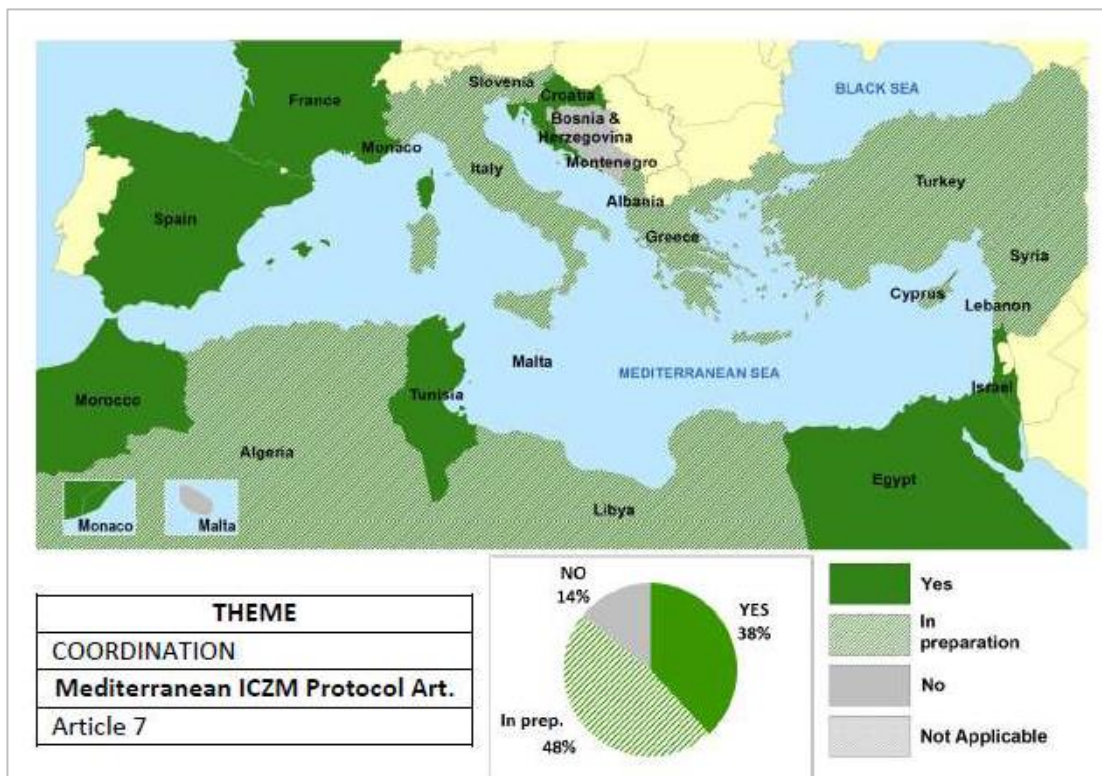 BLACK SEA
Slovenia
France
Croatia
Bosnia &
Herzegovina
Monaco
Montenegro
Italy
Turkey
Albania
Spain
Greece
Syria
Cyprus
Lebanon
Malta
MEDITERRANEAN SEA
Israel
Morocco
Tunisia
Algeria
Egypt
Libya
Monaco
Malta
THEME
COORDINATION
Mediterranean ICZM Protocol Art.
Article 7
NO
14%
YES
38%
In prep.
48%
Yes
In
preparation
No
Not Applicable